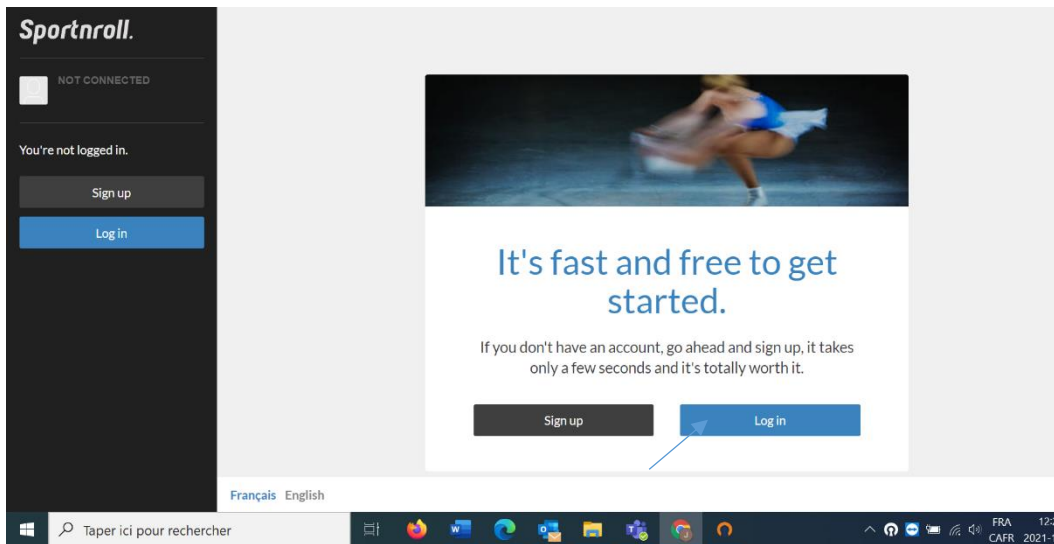 Sportnroll.
NOT CONNECTED
You're not logged in.
Sign up
Log in
It's fast and free to get
started.
If you don't have an account, go ahead and sign up, it takes
only a few seconds and it's totally worth it.
Sign up
Log in
Français English
Taper ici pour rechercher
FRA
CAFR